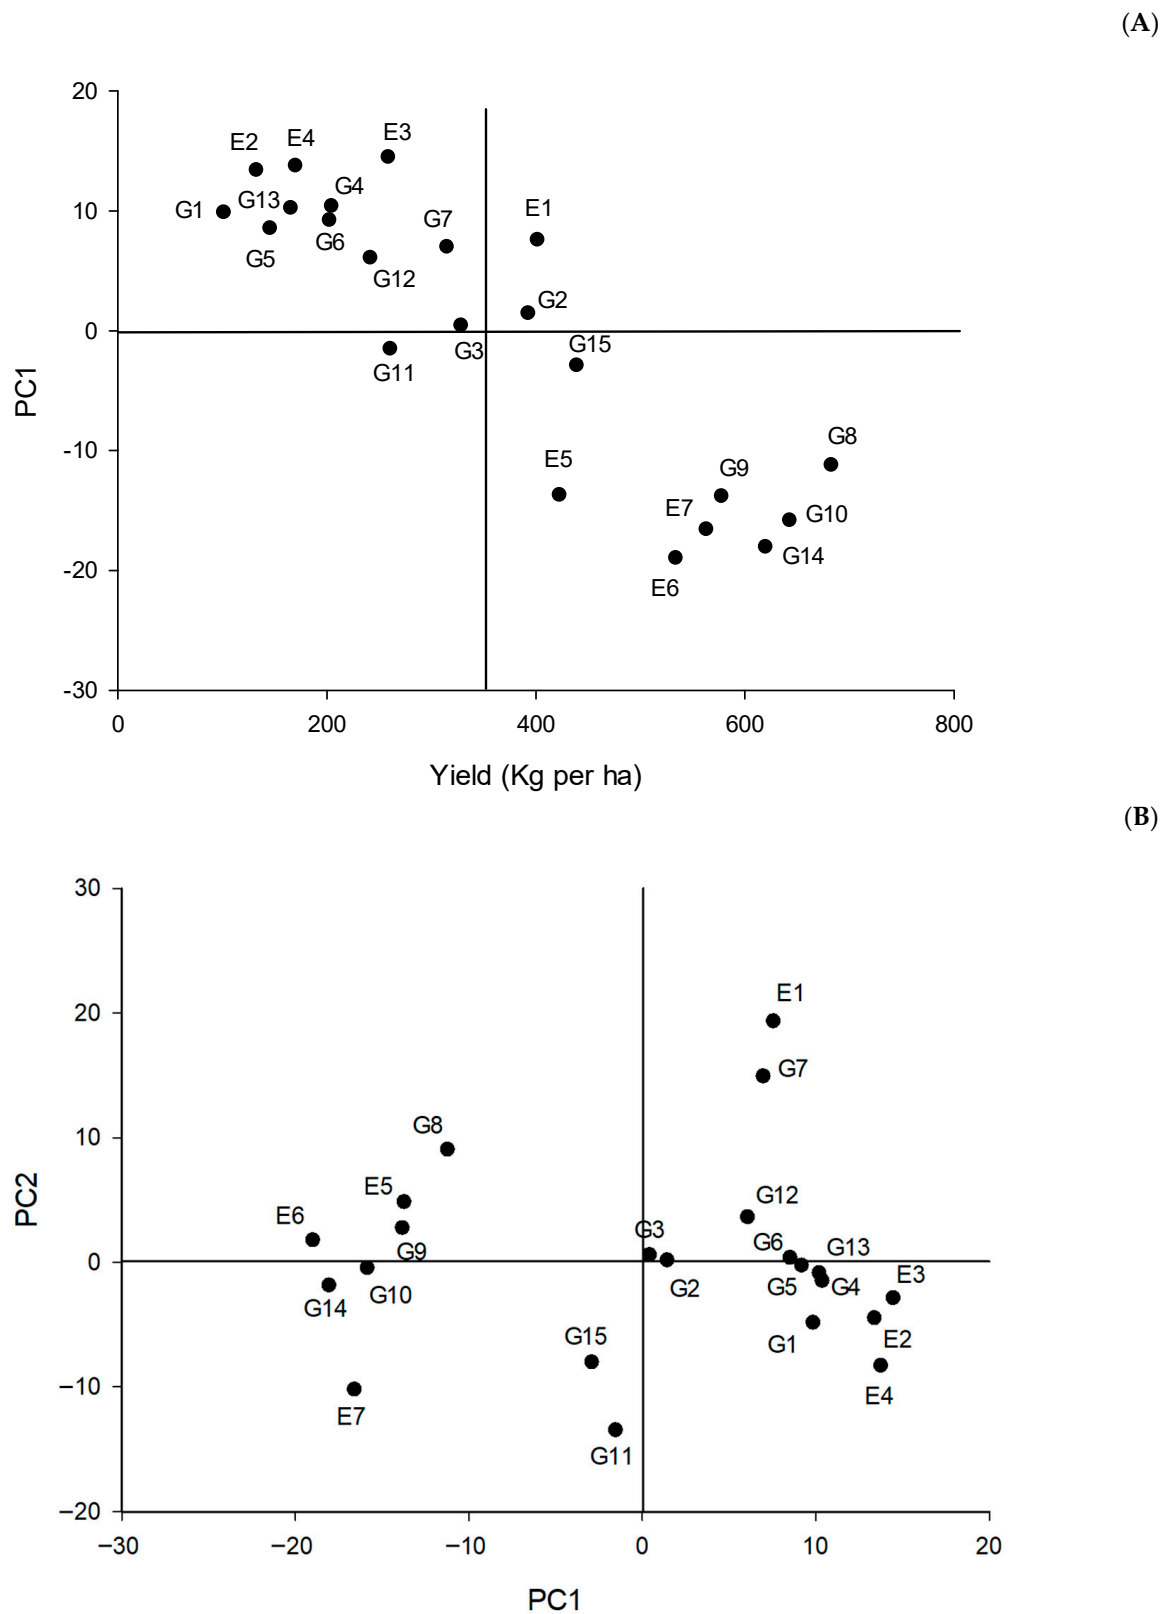 (A)
20
E2 E4 E3
G1 G13 G4
10
G5 G6 G7 E1
G12
G2
0
G11 G3 G15
PC1
-10
G8
E5 G9
E7 G10
G14
-20
E6
-30
0 200 400 600 800
Yield (Kg per ha)
(B)
30
E1
20
G7
G8
10
PC2
E5 G12
E6 G3 G6 G13
0
G9 G5 G4 E3
G14 G10 G2
G15 G1 E2
−10
E7 E4
G11
−20
−30 −20 −10 0 10 20
PC1